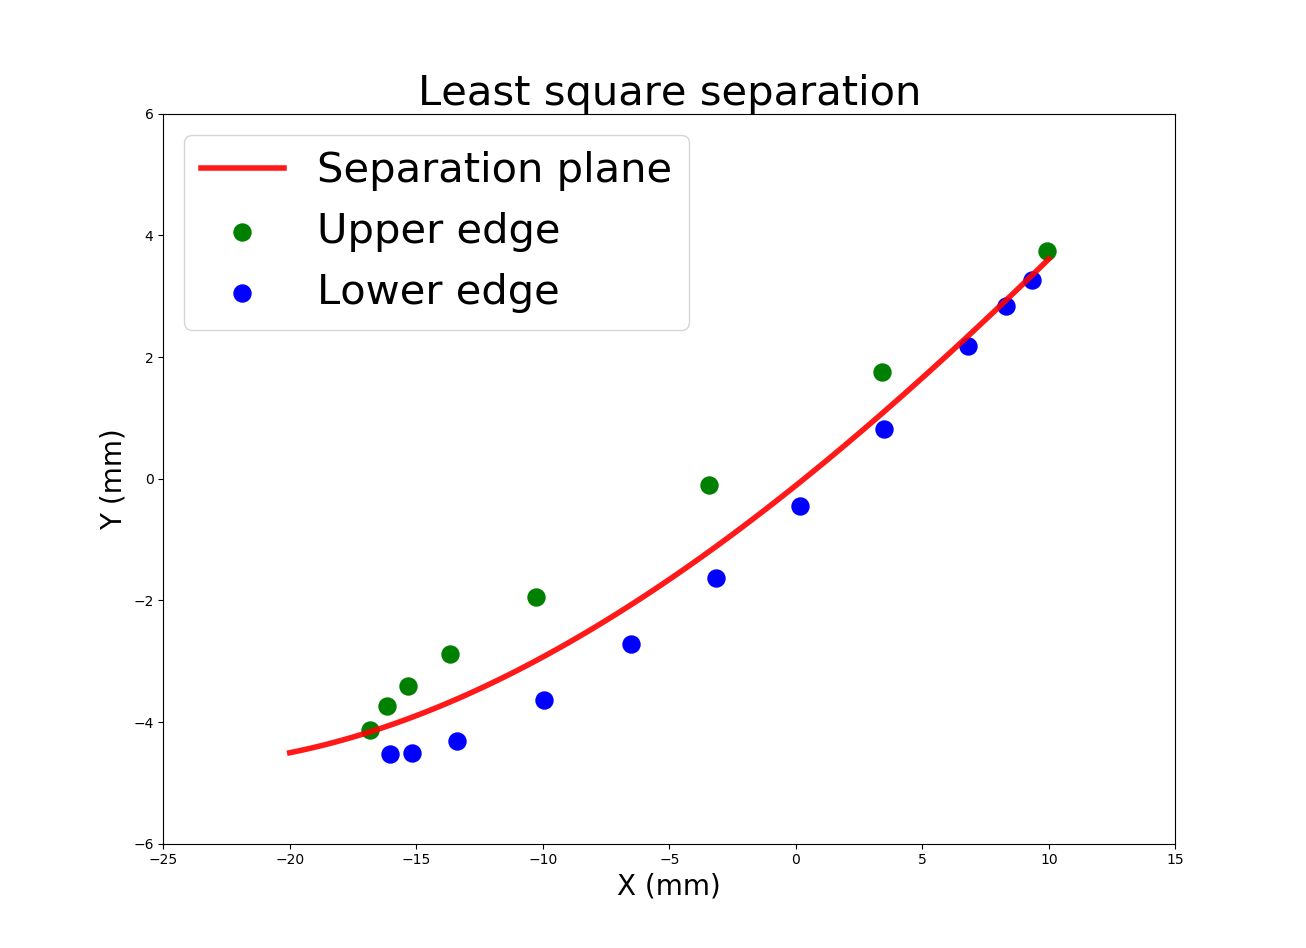 Least square separation
Separation plane
Upper edge
Lower edge
6
4
2
0
−2
−4
−6
Y (mm)
−25 −20 −15 −10 −5 0 5 10 15
X (mm)